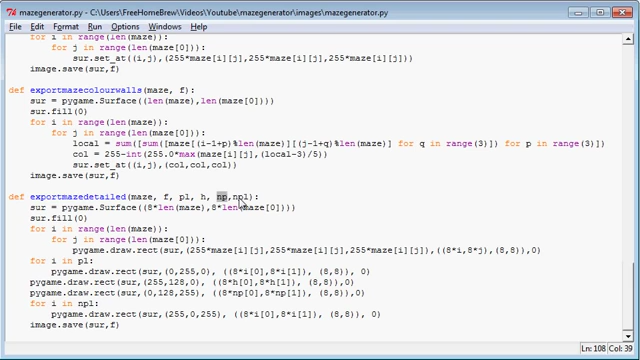 mazegenerator.py - C:\Users\FreeHomeBrew\Videos\Youtube\mazegenerator\images\mazegenerator.py
File Edit Format Run Options Windows Help
for i in range(len(maze)):
for j in range(len(maze[0])):
sur.set_at((i,j),(255*maze[i][j],255*maze[i][j],255*maze[i][j]))
image.save(sur,f)
def exportmazecolourwalls(maze, f):
sur = pygame.Surface((len(maze),len(maze[0])))
sur.fill(0)
for i in range(len(maze)):
for j in range(len(maze[0])):
local = sum([sum([maze[(i-1+p)%len(maze)][(j-1+q)%len(maze)] for q in range(3)]) for p in range(3)])
col = 255-int(255.0*max(maze[i][j],(local-3)/5))
sur.set_at((i,j),(col,col,col))
image.save(sur,f)
def exportmazedetailed(maze, f, pl, h, np,npl):
sur = pygame.Surface((8*len(maze),8*len(maze[0])))
sur.fill(0)
for i in range(len(maze)):
for j in range(len(maze[0])):
pygame.draw.rect(sur,(255*maze[i][j],255*maze[i][j],255*maze[i][j]),((8*i,8*j),(8,8)),0)
for i in pl:
pygame.draw.rect(sur,(0,255,0), ((8*i[0],8*i[1]), (8,8)), 0)
pygame.draw.rect(sur,(255,128,0), ((8*h[0],8*h[1]), (8,8)),0)
pygame.draw.rect(sur,(0,128,255), ((8*np[0],8*np[1]), (8,8)),0)
for i in npl:
pygame.draw.rect(sur,(255,0,255), ((8*i[0],8*i[1]), (8,8)), 0)
image.save(sur,f)
Ln: 108 Col: 39